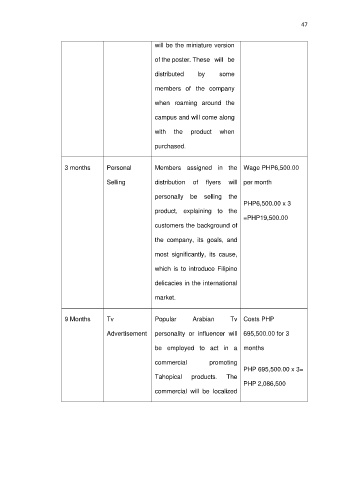 47
will be the miniature version
of the poster. These will be
distributed by some
members of the company
when roaming around the
campus and will come along
with the product when
purchased.
3 months
Personal
Selling
Members assigned in the
distribution of flyers will
personally be selling the
product, explaining to the
customers the background of
the company, its goals, and
most significantly, its cause,
which is to introduce Filipino
delicacies in the international
market.
Wage PHP6,500.00
per month
PHP6,500.00 x 3
=PHP19,500.00
9 Months
Tv
Advertisement
Popular Arabian Tv
personality or influencer will
be employed to act in a
commercial promoting
Tahopical products. The
commercial will be localized
Costs PHP
695,500.00 for 3
months
PHP 695,500.00 x 3=
PHP 2,086,500